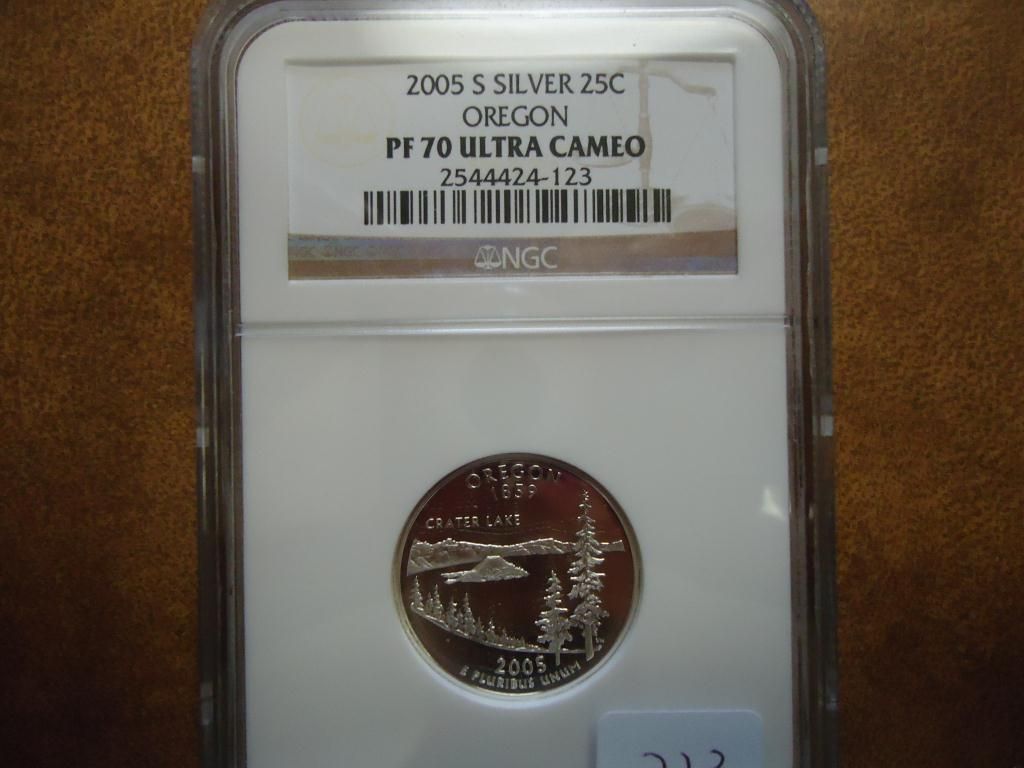 2005 S SILVER 25C
OREGON
PF 70 ULTRA CAMEO
2544424-123
NGC
OREGON
1859
CRATER LAKE
2005
E PLURIBUS UNUM